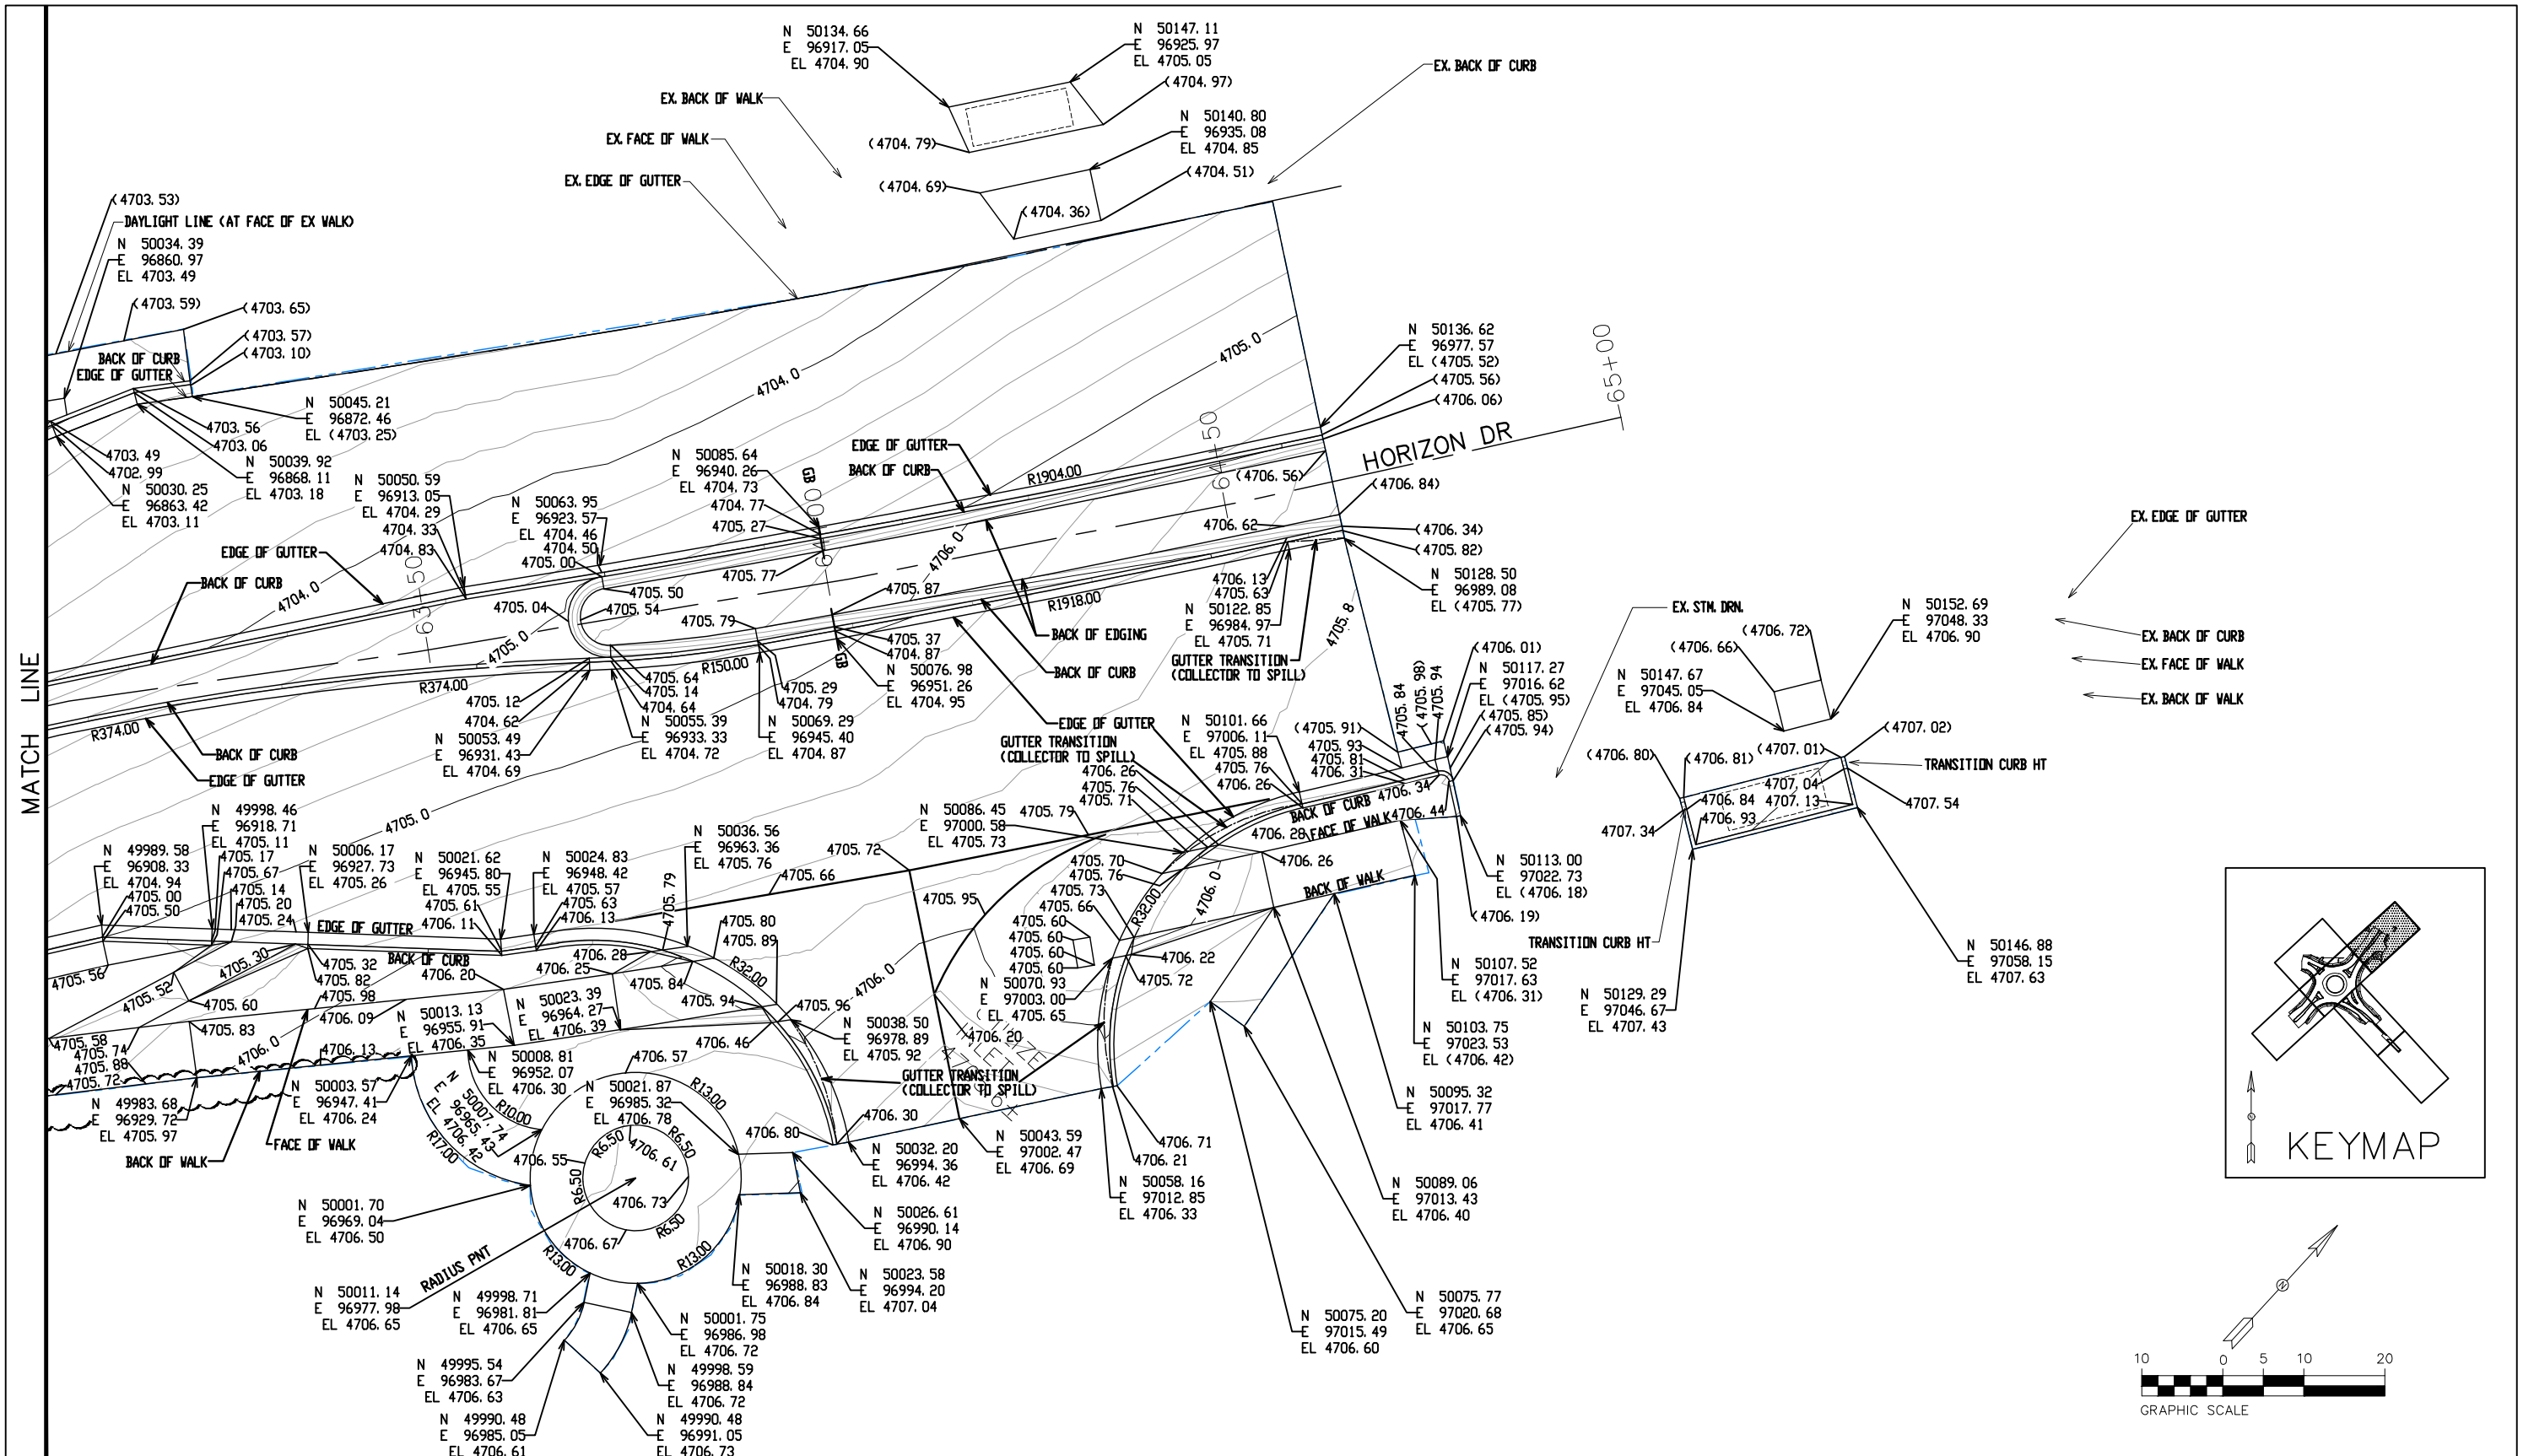 N 50134.66
E 96917.05
EL 4704.90
N 50147.11
E 96925.97
EL 4705.05
(4704.97)
EX. BACK OF CURB
EX. BACK OF WALK
EX. FACE OF WALK
EX. EDGE OF GUTTER
(4704.79)
N 50140.80
E 96935.08
EL 4704.85
(4704.69)
(4704.51)
(4704.36)
(4703.53)
DAYLIGHT LINE (AT FACE OF EX WALK)
N 50034.39
E 96860.97
EL 4703.49
(4703.59)
(4703.65)
(4703.57)
(4703.10)
BACK OF CURB
EDGE OF GUTTER
N 50045.21
E 96872.46
EL (4703.25)
4703.56
4703.06
4703.49
4702.99
N 50039.92
E 96868.11
EL 4703.18
N 50030.25
E 96863.42
EL 4703.11
4704.0
4705.0
N 50136.62
E 96977.57
EL (4705.52)
(4705.56)
(4706.06)
65+00
HORIZON DR
64+50
(4706.56)
(4706.84)
R1904.00
EDGE OF GUTTER
BACK OF CURB
N 50085.64
E 96940.26
EL 4704.73
4704.77
4705.27
GB
64+00
N 50050.59
E 96913.05
EL 4704.29
4704.33
4704.83
N 50063.95
E 96923.57
EL 4704.46
4704.50
4705.00
EDGE OF GUTTER
BACK OF CURB
4704.0
63+50
4705.04
4705.50
4705.54
4705.77
4705.87
4706.0
4706.62
(4706.34)
(4705.82)
4706.13
4705.63
N 50122.85
E 96984.97
EL 4705.71
N 50128.50
E 96989.08
EL (4705.77)
R1918.00
BACK OF EDGING
BACK OF CURB
GUTTER TRANSITION
(COLLECTOR TO SPILL)
4705.8
4705.79
4705.37
4704.87
GB
N 50076.98
E 96951.26
EL 4704.95
4705.0
R374.00
R150.00
4705.12
4704.62
4705.64
4705.14
4704.64
4705.29
4704.79
N 50053.49
E 96931.43
EL 4704.69
N 50055.39
E 96933.33
EL 4704.72
N 50069.29
E 96945.40
EL 4704.87
MATCH LINE
R374.00
BACK OF CURB
EDGE OF GUTTER
EX. EDGE OF GUTTER
EX. STM. DRN.
EX. BACK OF CURB
EX. FACE OF WALK
EX. BACK OF WALK
N 50152.69
E 97048.33
EL 4706.90
(4706.72)
(4706.66)
N 50147.67
E 97045.05
EL 4706.84
(4706.01)
N 50117.27
E 97016.62
EL (4705.95)
(4705.85)
(4705.94)
4705.84
(4705.98)
4705.94
(4705.91)
4705.93
4705.81
4706.31
EDGE OF GUTTER
GUTTER TRANSITION
(COLLECTOR TO SPILL)
N 50101.66
E 97006.11
EL 4705.88
4705.76
4706.26
4706.26
4705.76
4705.71
BACK OF CURB
4706.34
4706.28
FACE OF WALK
4706.44
(4707.02)
(4707.01)
TRANSITION CURB HT
(4706.80)
(4706.81)
4707.04
4707.13
4706.84
4706.93
4707.34
4707.54
TRANSITION CURB HT
N 50146.88
E 97058.15
EL 4707.63
N 50129.29
E 97046.67
EL 4707.43
N 50113.00
E 97022.73
EL (4706.18)
(4706.19)
N 50107.52
E 97017.63
EL (4706.31)
N 50103.75
E 97023.53
EL (4706.42)
N 50095.32
E 97017.77
EL 4706.41
N 50089.06
E 97013.43
EL 4706.40
N 50075.77
E 97020.68
EL 4706.65
N 50075.20
E 97015.49
EL 4706.60
4706.26
BACK OF WALK
4706.0
R32.00
N 50086.45
E 97000.58
EL 4705.73
4705.79
4705.72
4705.70
4705.76
4705.73
4705.66
4705.95
4705.60
4705.60
4705.60
4705.60
4706.22
4705.72
N 50070.93
E 97003.00
EL 4705.65
4706.20
4705.0
N 49998.46
E 96918.71
EL 4705.11
4705.17
4705.67
4705.14
4705.20
4705.24
N 49989.58
E 96908.33
EL 4704.94
4705.00
4705.50
N 50006.17
E 96927.73
EL 4705.26
N 50021.62
E 96945.80
EL 4705.55
4705.61
4706.11
N 50024.83
E 96948.42
EL 4705.57
4705.63
4706.13
N 50036.56
E 96963.36
EL 4705.76
4705.79
4705.66
4705.80
4705.89
EDGE OF GUTTER
BACK OF CURB
4705.30
4705.32
4705.82
4705.56
4705.52
4705.60
4705.98
4706.20
4706.28
4706.25
4705.84
R32.00
4706.0
4705.94
4705.96
4706.09
4705.83
4706.0
4705.58
4705.74
4705.88
4705.72
4706.13
N 50013.13
E 96955.91
EL 4706.35
N 50023.39
E 96964.27
EL 4706.39
N 50038.50
E 96978.89
EL 4705.92
4706.46
4706.57
N 50008.81
E 96952.07
EL 4706.30
N 50003.57
E 96947.41
EL 4706.24
N 49983.68
E 96929.72
EL 4705.97
BACK OF WALK
FACE OF WALK
R17.00
R10.00
N 50007.74
E 96965.43
EL 4706.42
N 50021.87
E 96985.32
EL 4706.78
R13.00
R6.50
R6.50
R6.50
R6.50
4706.61
4706.55
4706.73
4706.67
R13.00
R13.00
RADIUS PNT
GUTTER TRANSITION
(COLLECTOR TO SPILL)
4706.80
4706.30
N 50032.20
E 96994.36
EL 4706.42
N 50043.59
E 97002.47
EL 4706.69
4706.71
4706.21
N 50058.16
E 97012.85
EL 4706.33
N 50026.61
E 96990.14
EL 4706.90
N 50023.58
E 96994.20
EL 4707.04
N 50018.30
E 96988.83
EL 4706.84
N 50001.70
E 96969.04
EL 4706.50
N 50011.14
E 96977.98
EL 4706.65
N 49998.71
E 96981.81
EL 4706.65
N 50001.75
E 96986.98
EL 4706.72
N 49995.54
E 96983.67
EL 4706.63
N 49998.59
E 96988.84
EL 4706.72
N 49990.48
E 96985.05
EL 4706.61
N 49990.48
E 96991.05
EL 4706.73
KEYMAP
N
10 0 5 10 20
GRAPHIC SCALE